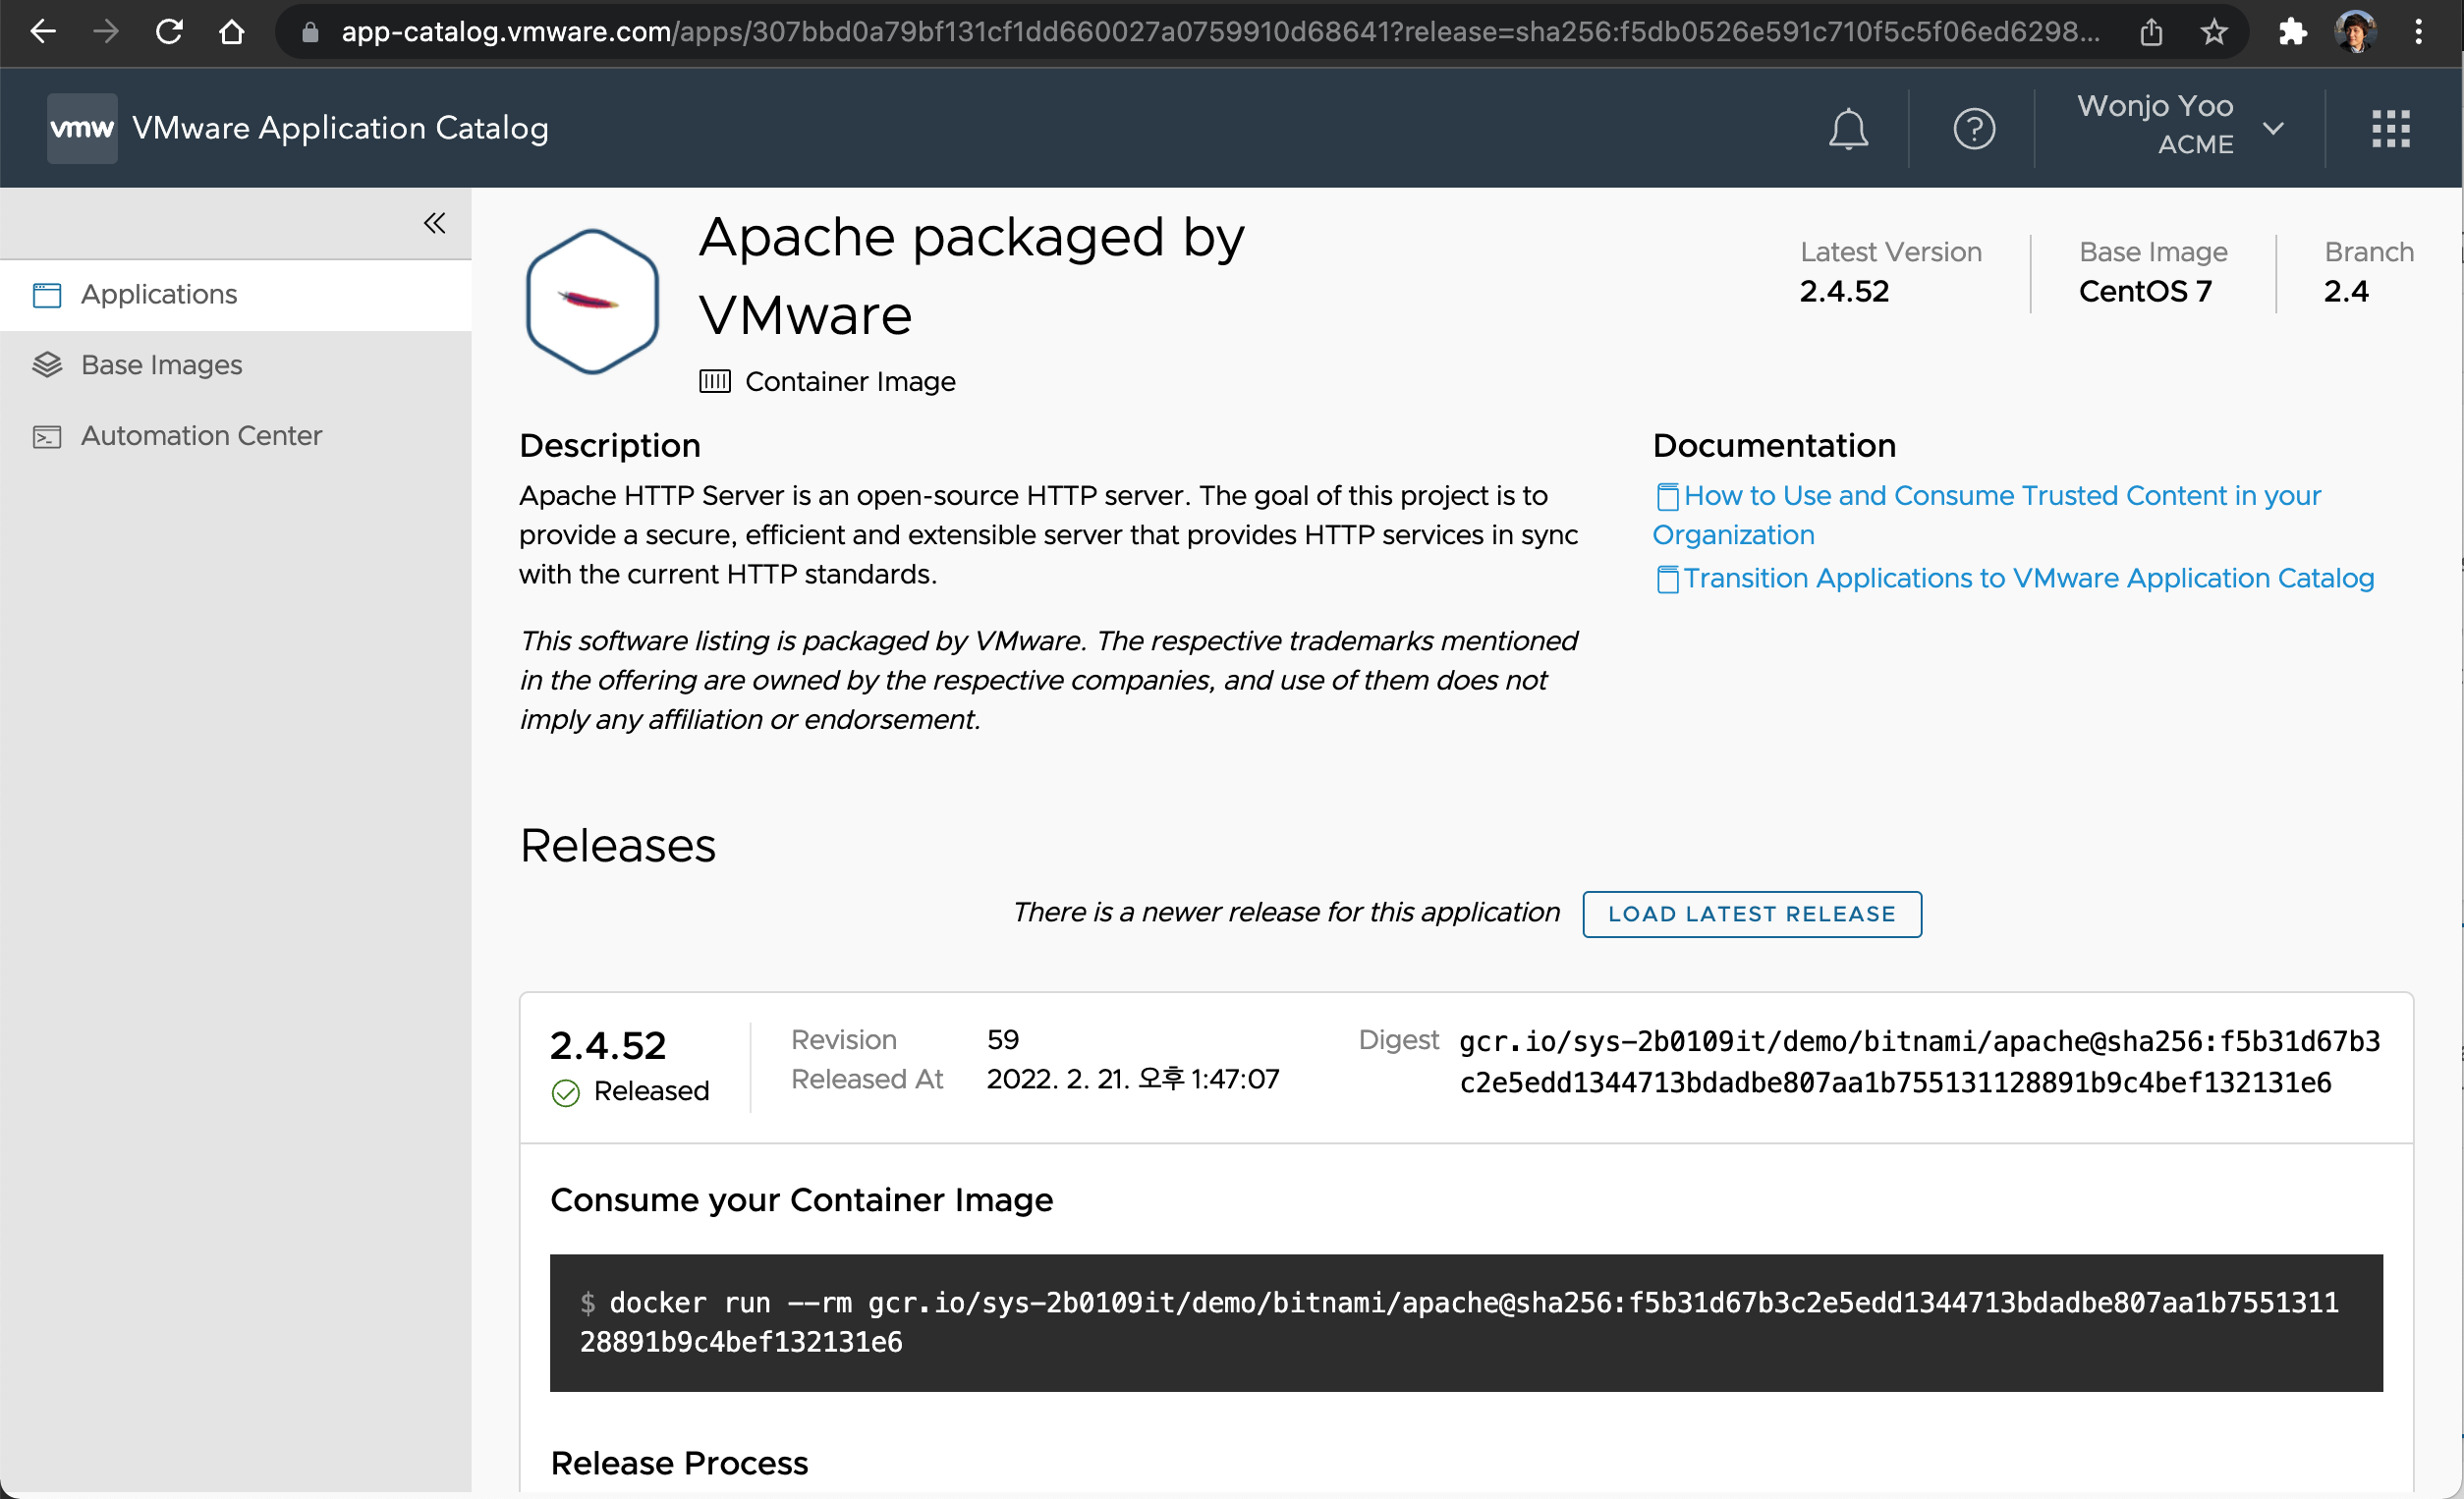 app-catalog.vmware.com/apps/307bbd0a79bf131cf1dd660027a0759910d68641?release=sha256:f5db0526e591c710f5c5f06ed6298...
vmw VMware Application Catalog
Wonjo Yoo
ACME
Applications
Base Images
Automation Center
Apache packaged by
VMware
Container Image
Latest Version
2.4.52
Base Image
CentOS 7
Branch
2.4
Description
Apache HTTP Server is an open-source HTTP server. The goal of this project is to
provide a secure, efficient and extensible server that provides HTTP services in sync
with the current HTTP standards.
This software listing is packaged by VMware. The respective trademarks mentioned
in the offering are owned by the respective companies, and use of them does not
imply any affiliation or endorsement.
Documentation
How to Use and Consume Trusted Content in your
Organization
Transition Applications to VMware Application Catalog
Releases
There is a newer release for this application
LOAD LATEST RELEASE
2.4.52
Released
Revision 59
Released At 2022. 2. 21. 오후 1:47:07
Digest gcr.io/sys-2b0109it/demo/bitnami/apache@sha256:f5b31d67b3
c2e5edd1344713bdadbe807aa1b755131128891b9c4bef132131e6
Consume your Container Image
$ docker run --rm gcr.io/sys-2b0109it/demo/bitnami/apache@sha256:f5b31d67b3c2e5edd1344713bdadbe807aa1b7551311
28891b9c4bef132131e6
Release Process